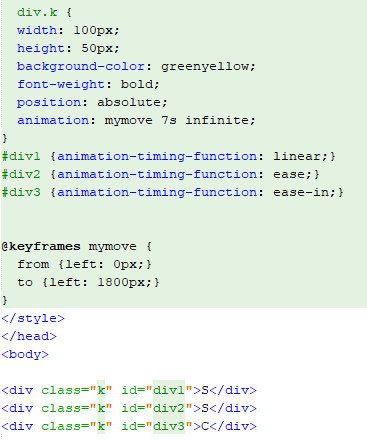 div.k {
width: 100px;
height: 50px;
background-color: greenyellow;
font-weight: bold;
position: absolute;
animation: mymove 7s infinite;
}
#div1 {animation-timing-function: linear;}
#div2 {animation-timing-function: ease;}
#div3 {animation-timing-function: ease-in;}
@keyframes mymove {
from {left: 0px;}
to {left: 1800px;}
}
</style>
</head>
<body>
<div class="k" id="div1">S</div>
<div class="k" id="div2">S</div>
<div class="k" id="div3">C</div>